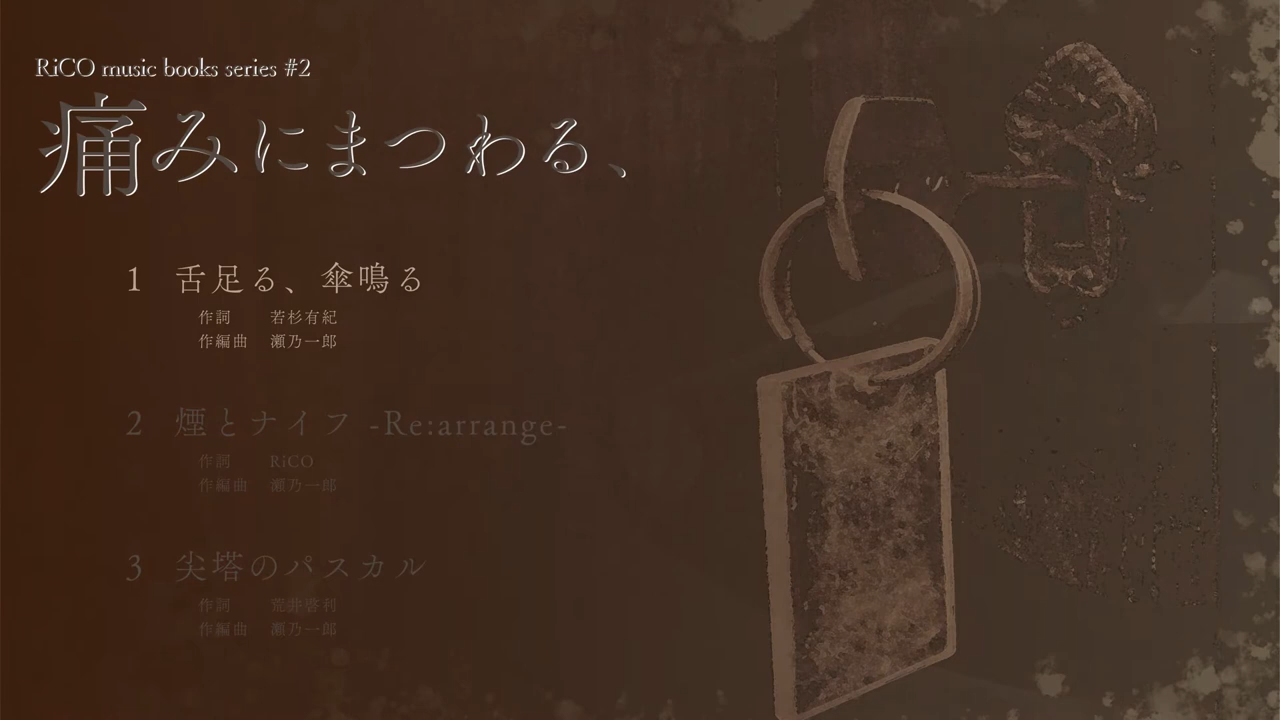 RiCO music books series #2
痛みにまつわる、
1 舌足る、傘鳴る
作詞 若杉有紀
作編曲 瀬乃一郎
2 煙とナイフ -Re:arrange-
作詞 RiCO
作編曲 瀬乃一郎
3 尖塔のパスカル
作詞 荒井啓利
作編曲 瀬乃一郎